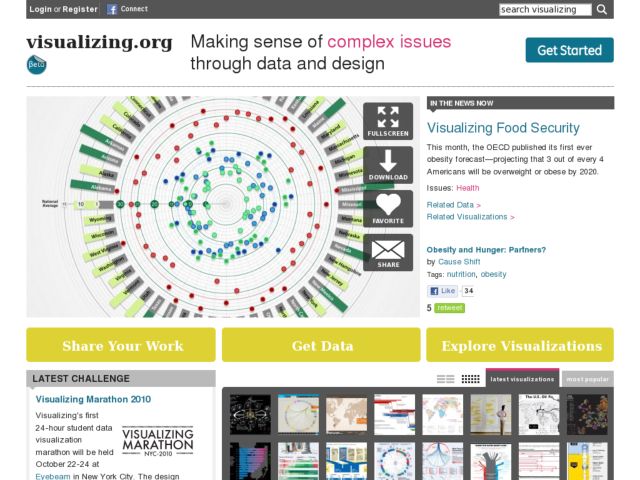 Login or Register
Connect
search visualizing
visualizing.org
Beta
Making sense of complex issues
through data and design
Get Started
FULLSCREEN
DOWNLOAD
FAVORITE
SHARE
Louisiana
Maryland
Massachusetts
Michigan
Minnesota
Mississippi
Missouri
Montana
Nebraska
Nevada
New Hampshire
New Jersey
New Mexico
Arkansas
Arizona
Alaska
Alabama
National
Average
Wyoming
Wisconsin
West Virginia
Washington
Virginia
Vermont
Utah
IN THE NEWS NOW
Visualizing Food Security
This month, the OECD published its first ever
obesity forecast—projecting that 3 out of every 4
Americans will be overweight or obese by 2020.
Issues: Health
Related Data >
Related Visualizations >
Obesity and Hunger: Partners?
by Cause Shift
Tags: nutrition, obesity
Like 34
5 retweet
Share Your Work
Get Data
Explore Visualizations
LATEST CHALLENGE
latest visualizations
most popular
Visualizing Marathon 2010
Visualizing's first
24-hour student data
visualization
marathon will be held
October 22-24 at
Eyebeam in New York City. The design
VISUALIZING
MARATHON
NYC-2010